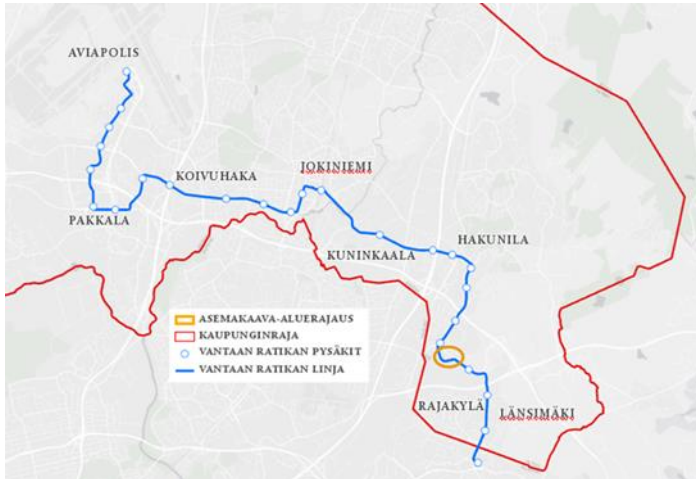 AVIAPOLIS
JOKINIEMI
KOIVUHAKA
PAKKALA
HAKUNILA
KUNINKAALA
ASEMAKAAVA-ALUERAJAUS
KAUPUNGINRAJA
VANTAAN RATIKAN PYSÄKIT
VANTAAN RATIKAN LINJA
RAJAKYLÄ
LÄNSIMÄKI